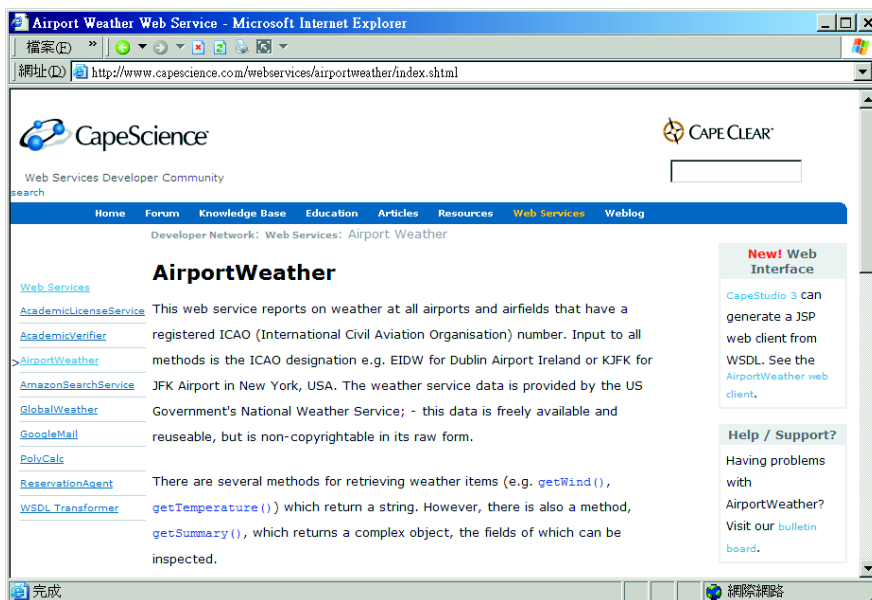 Airport Weather Web Service - Microsoft Internet Explorer
檔案(F) »
網址(D) http://www.capescience.com/webservices/airportweather/index.shtml
CapeScience
CAPE CLEAR
Web Services Developer Community
search
Home Forum Knowledge Base Education Articles Resources Web Services Weblog
Developer Network: Web Services: Airport Weather
Web Services
AcademicLicenseService
AcademicVerifier
>AirportWeather
AmazonSearchService
GlobalWeather
GoogleMail
PolyCalc
ReservationAgent
WSDL Transformer
AirportWeather
This web service reports on weather at all airports and airfields that have a
registered ICAO (International Civil Aviation Organisation) number. Input to all
methods is the ICAO designation e.g. EIDW for Dublin Airport Ireland or KJFK for
JFK Airport in New York, USA. The weather service data is provided by the US
Government's National Weather Service; - this data is freely available and
reuseable, but is non-copyrightable in its raw form.
There are several methods for retrieving weather items (e.g. getWind(),
getTemperature()) which return a string. However, there is also a method,
getSummary(), which returns a complex object, the fields of which can be
inspected.
New! Web
Interface
CapeStudio 3 can
generate a JSP
web client from
WSDL. See the
AirportWeather web
client.
Help / Support?
Having problems
with
AirportWeather?
Visit our bulletin
board.
完成
網際網路